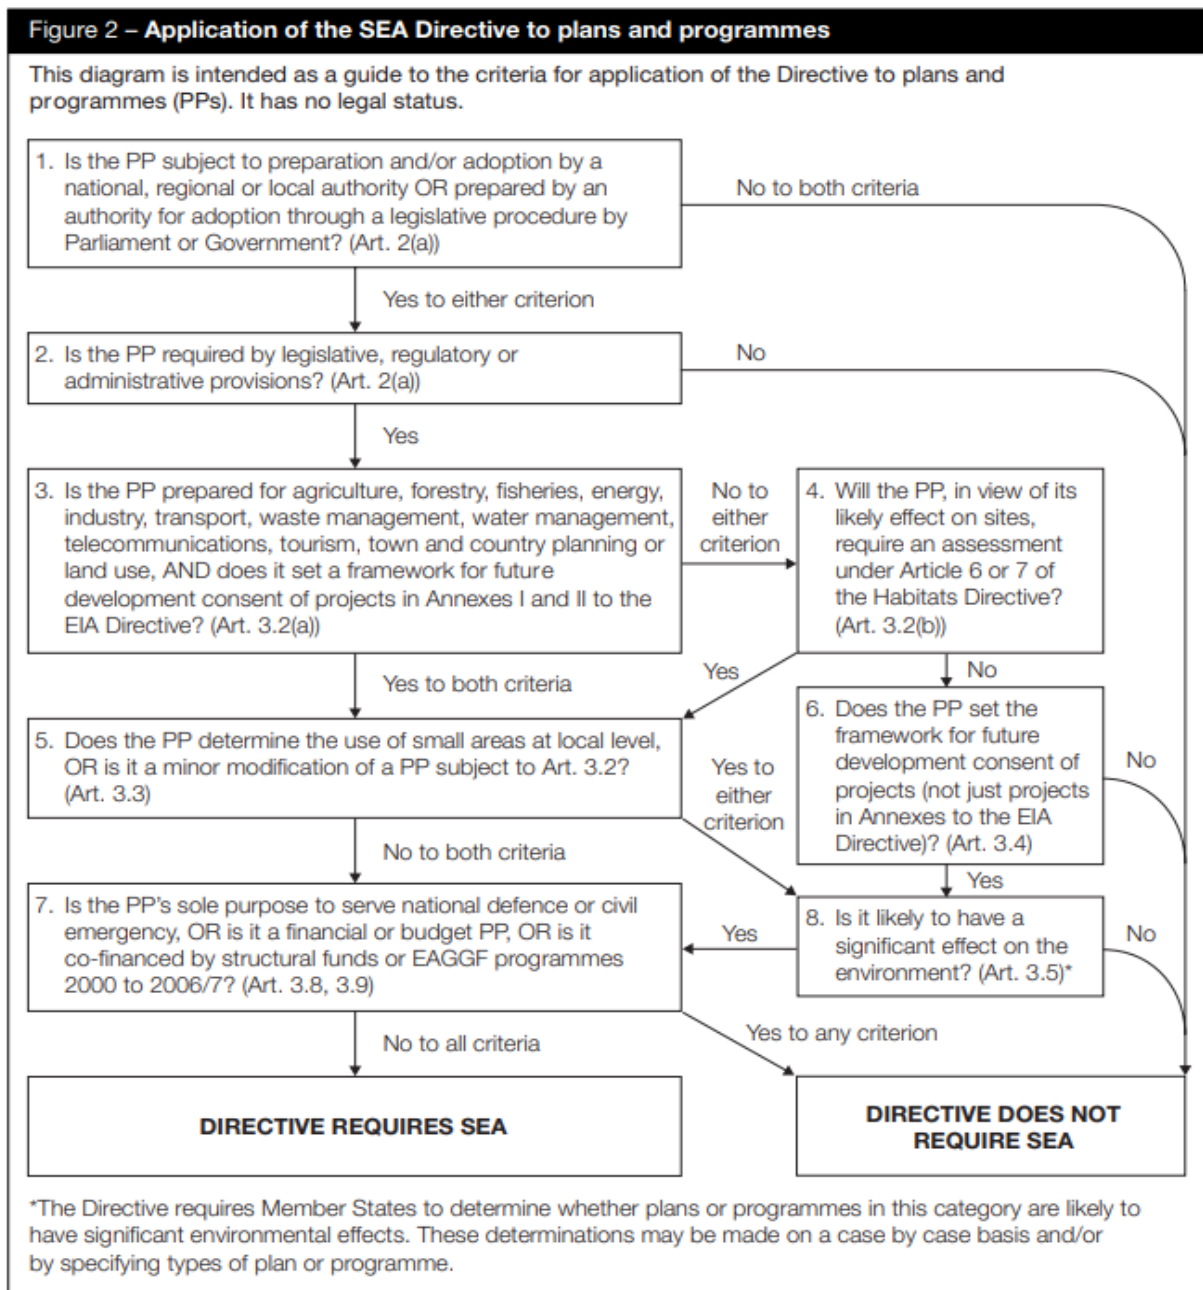 Figure 2 – Application of the SEA Directive to plans and programmes
This diagram is intended as a guide to the criteria for application of the Directive to plans and
programmes (PPs). It has no legal status.
1. Is the PP subject to preparation and/or adoption by a
national, regional or local authority OR prepared by an
authority for adoption through a legislative procedure by
Parliament or Government? (Art. 2(a))
No to both criteria
Yes to either criterion
2. Is the PP required by legislative, regulatory or
administrative provisions? (Art. 2(a))
No
Yes
3. Is the PP prepared for agriculture, forestry, fisheries, energy,
industry, transport, waste management, water management,
telecommunications, tourism, town and country planning or
land use, AND does it set a framework for future
development consent of projects in Annexes I and II to the
EIA Directive? (Art. 3.2(a))
No to
either
criterion
4. Will the PP, in view of its
likely effect on sites,
require an assessment
under Article 6 or 7 of
the Habitats Directive?
(Art. 3.2(b))
Yes to both criteria
Yes
No
5. Does the PP determine the use of small areas at local level,
OR is it a minor modification of a PP subject to Art. 3.2?
(Art. 3.3)
Yes to
either
criterion
6. Does the PP set the
framework for future
development consent of
projects (not just projects
in Annexes to the EIA
Directive)? (Art. 3.4)
No
No to both criteria
Yes
7. Is the PP's sole purpose to serve national defence or civil
emergency, OR is it a financial or budget PP, OR is it
co-financed by structural funds or EAGGF programmes
2000 to 2006/7? (Art. 3.8, 3.9)
Yes
8. Is it likely to have a
significant effect on the
environment? (Art. 3.5)*
No
No to all criteria
Yes to any criterion
DIRECTIVE REQUIRES SEA
DIRECTIVE DOES NOT
REQUIRE SEA
*The Directive requires Member States to determine whether plans or programmes in this category are likely to
have significant environmental effects. These determinations may be made on a case by case basis and/or
by specifying types of plan or programme.